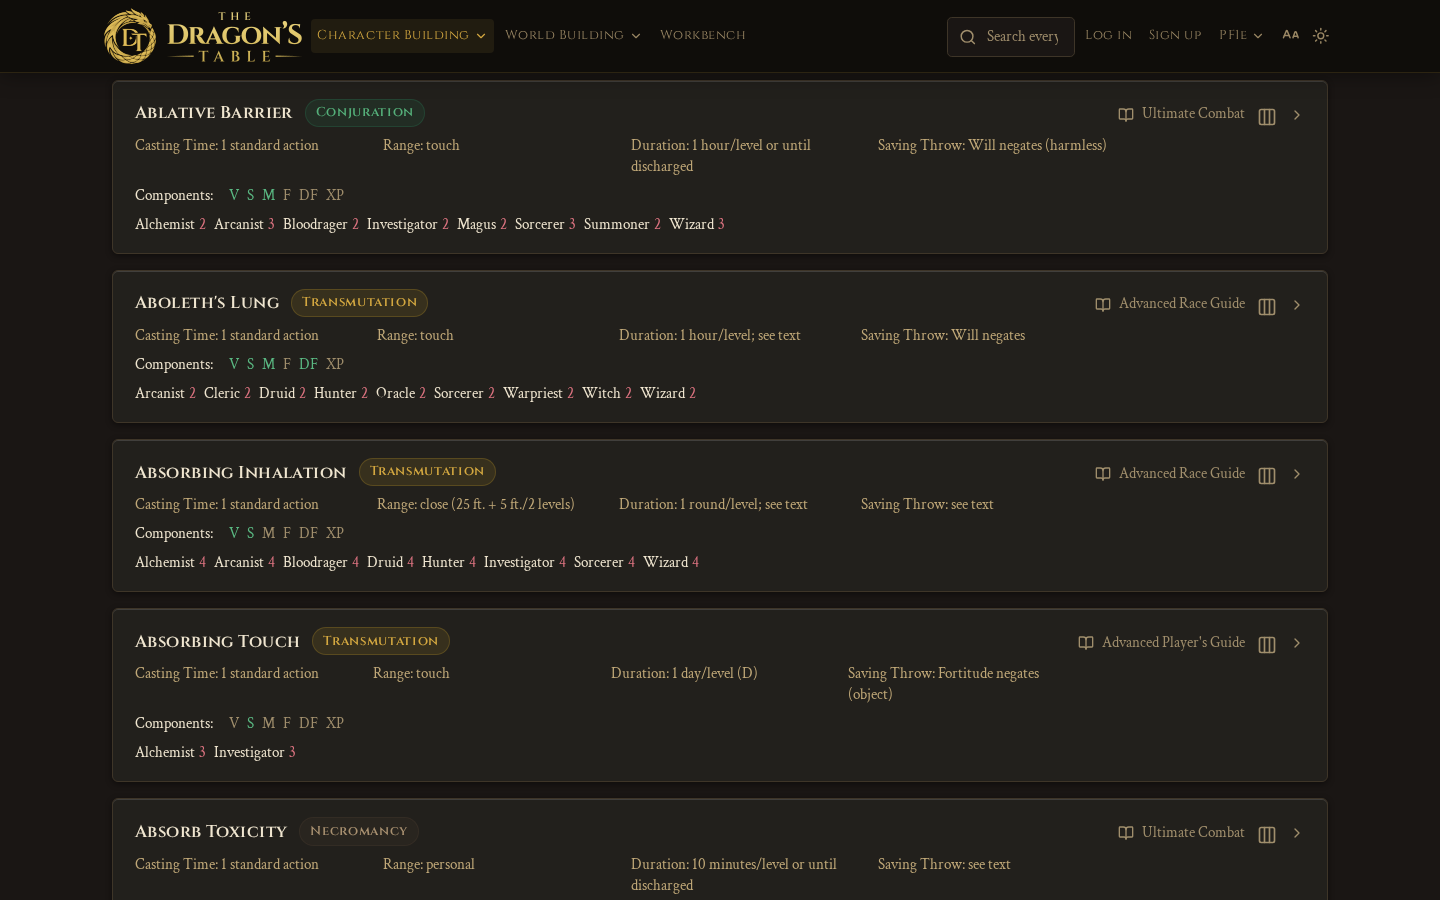 THE
DRAGON'S
TABLE
DT
Character Building
World Building
Workbench
Search every
Log in
Sign up
PF1e
AA
Ablative Barrier
Conjuration
Ultimate Combat
Casting Time: 1 standard action
Range: touch
Duration: 1 hour/level or until
discharged
Saving Throw: Will negates (harmless)
Components: V S M F DF XP
Alchemist 2 Arcanist 3 Bloodrager 2 Investigator 2 Magus 2 Sorcerer 3 Summoner 2 Wizard 3
Aboleth's Lung
Transmutation
Advanced Race Guide
Casting Time: 1 standard action
Range: touch
Duration: 1 hour/level; see text
Saving Throw: Will negates
Components: V S M F DF XP
Arcanist 2 Cleric 2 Druid 2 Hunter 2 Oracle 2 Sorcerer 2 Warpriest 2 Witch 2 Wizard 2
Absorbing Inhalation
Transmutation
Advanced Race Guide
Casting Time: 1 standard action
Range: close (25 ft. + 5 ft./2 levels)
Duration: 1 round/level; see text
Saving Throw: see text
Components: V S M F DF XP
Alchemist 4 Arcanist 4 Bloodrager 4 Druid 4 Hunter 4 Investigator 4 Sorcerer 4 Wizard 4
Absorbing Touch
Transmutation
Advanced Player's Guide
Casting Time: 1 standard action
Range: touch
Duration: 1 day/level (D)
Saving Throw: Fortitude negates
(object)
Components: V S M F DF XP
Alchemist 3 Investigator 3
Absorb Toxicity
Necromancy
Ultimate Combat
Casting Time: 1 standard action
Range: personal
Duration: 10 minutes/level or until
discharged
Saving Throw: see text